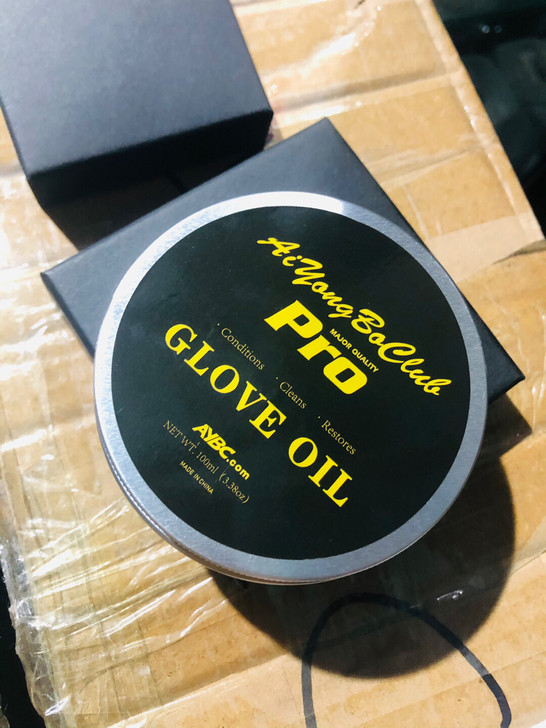 AiYongBoClub
Pro
MAJOR QUALITY
· Conditions · Cleans · Restores
GLOVE OIL
AYBC.com
NET WT. 100ml (3.38oz)
MADE IN CHINA